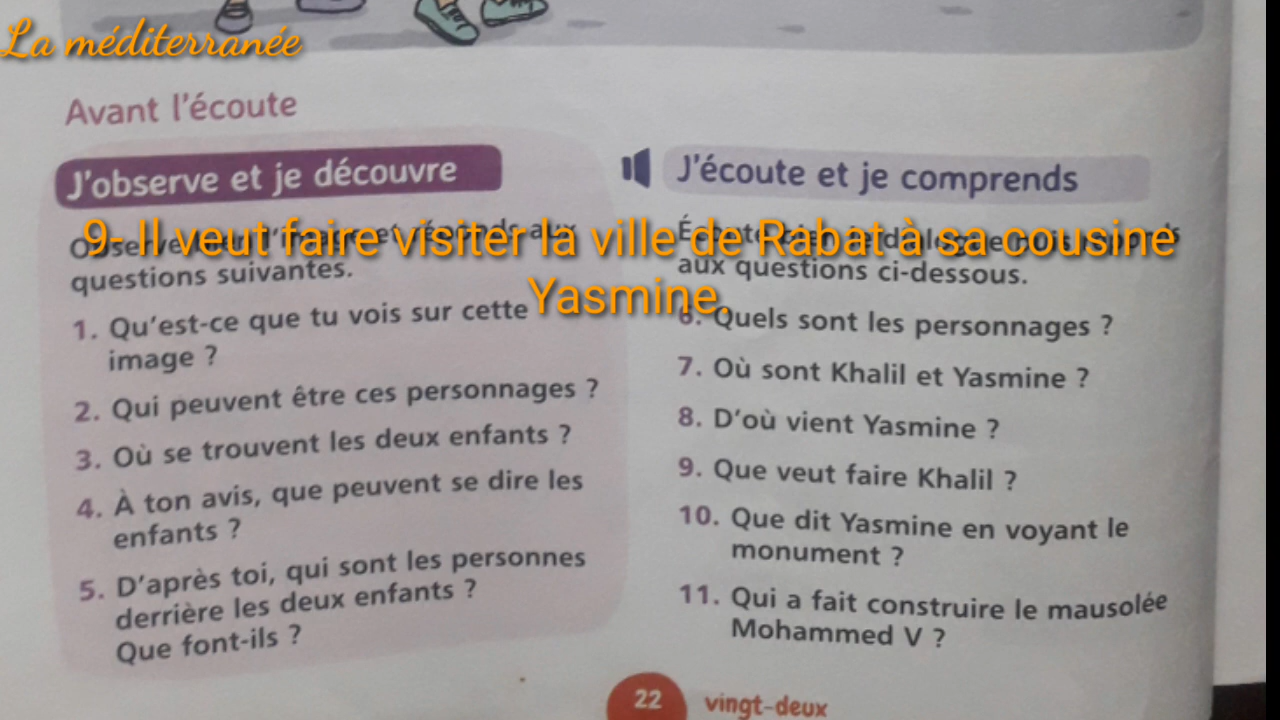 La méditerranée
Avant l'écoute
J'observe et je découvre
9- Il veut faire visiter la ville de Rabat à sa cousine
Yasmine.
questions suivantes.
1. Qu'est-ce que tu vois sur cette
image ?
2. Qui peuvent être ces personnages ?
3. Où se trouvent les deux enfants ?
4. À ton avis, que peuvent se dire les
enfants ?
5. D'après toi, qui sont les personnes
derrière les deux enfants ?
Que font-ils ?
J'écoute et je comprends
aux questions ci-dessous.
6. Quels sont les personnages ?
7. Où sont Khalil et Yasmine ?
8. D'où vient Yasmine ?
9. Que veut faire Khalil ?
10. Que dit Yasmine en voyant le
monument ?
11. Qui a fait construire le mausolée
Mohammed V ?
22 vingt-deux